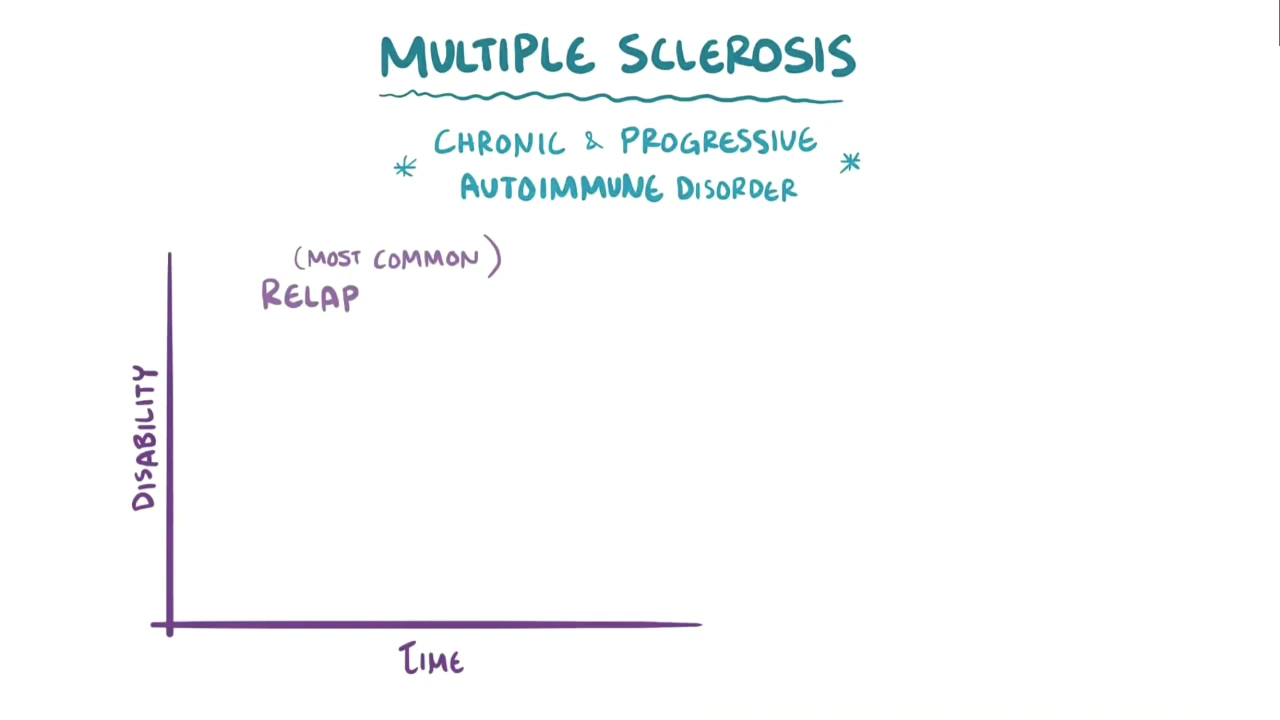 MULTIPLE SCLEROSIS
* CHRONIC & PROGRESSIVE *
AUTOIMMUNE DISORDER
(MOST COMMON)
RELAP
DISABILITY
TIME